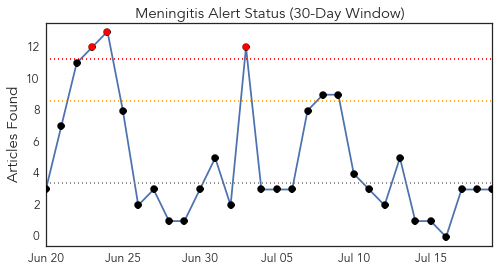 Meningitis Alert Status (30-Day Window)
Articles Found
12
10
8
6
4
2
0
Jun 20
Jun 25
Jun 30
Jul 05
Jul 10
Jul 15